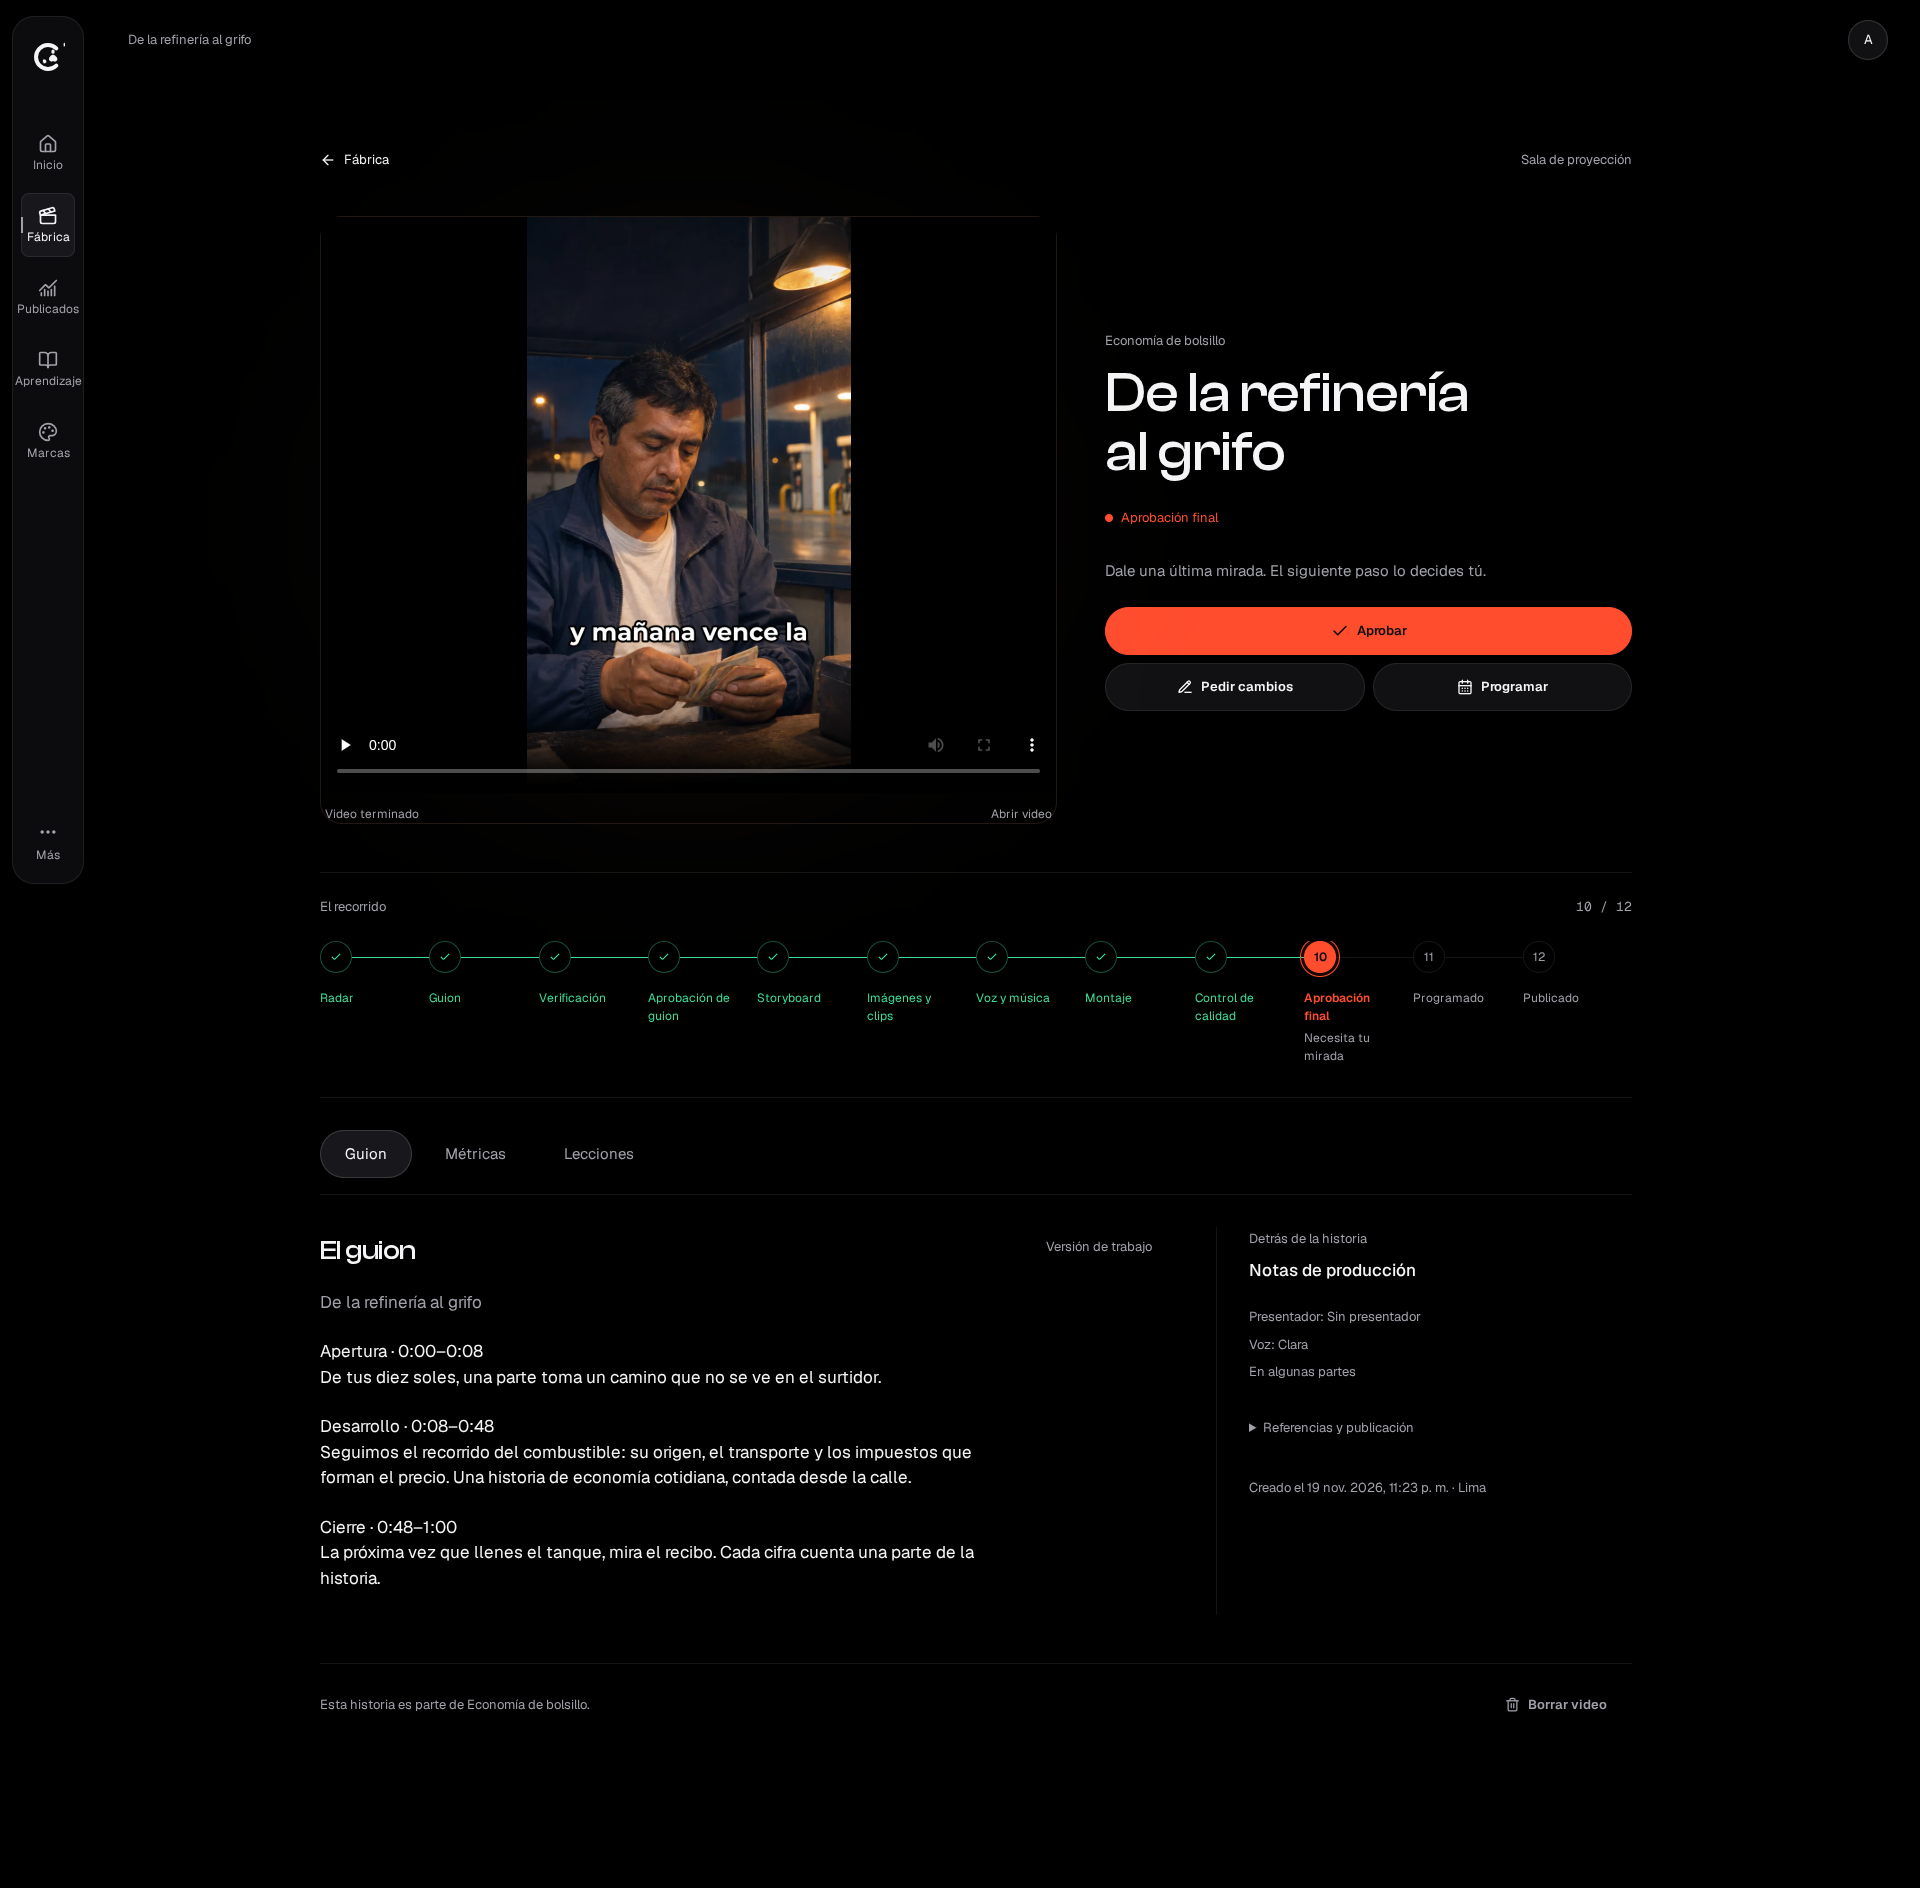 De la refinería al grifo
A
Inicio
Fábrica
Publicados
Aprendizaje
Marcas
Más
Fábrica
Sala de proyección
y mañana vence la
0:00
Video terminado
Abrir video
Economía de bolsillo
De la refinería
al grifo
Aprobación final
Dale una última mirada. El siguiente paso lo decides tú.
Aprobar
Pedir cambios
Programar
El recorrido
10 / 12
10
11
12
Radar
Guion
Verificación
Aprobación de
guion
Storyboard
Imágenes y
clips
Voz y música
Montaje
Control de
calidad
Aprobación
final
Necesita tu
mirada
Programado
Publicado
Guion
Métricas
Lecciones
El guion
Versión de trabajo
De la refinería al grifo
Apertura · 0:00–0:08
De tus diez soles, una parte toma un camino que no se ve en el surtidor.
Desarrollo · 0:08–0:48
Seguimos el recorrido del combustible: su origen, el transporte y los impuestos que
forman el precio. Una historia de economía cotidiana, contada desde la calle.
Cierre · 0:48–1:00
La próxima vez que llenes el tanque, mira el recibo. Cada cifra cuenta una parte de la
historia.
Detrás de la historia
Notas de producción
Presentador: Sin presentador
Voz: Clara
En algunas partes
Referencias y publicación
Creado el 19 nov. 2026, 11:23 p. m. · Lima
Esta historia es parte de Economía de bolsillo.
Borrar video